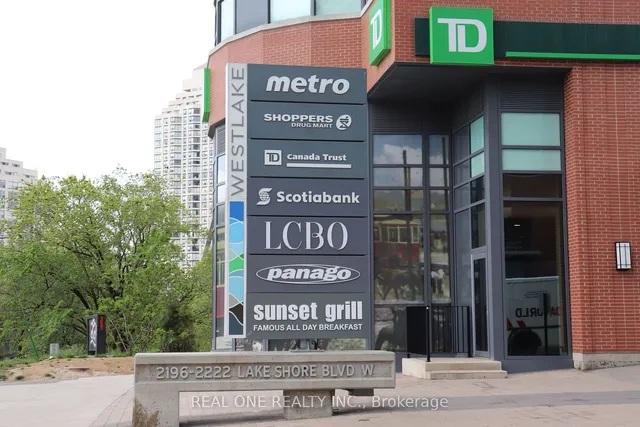 TD
WESTLAKE
metro
SHOPPERS
DRUG MART
TD Canada Trust
Scotiabank
LCBO
panago
sunset grill
FAMOUS ALL DAY BREAKFAST
2196-2222 LAKE SHORE BLVD W
REAL ONE REALTY INC., Brokerage